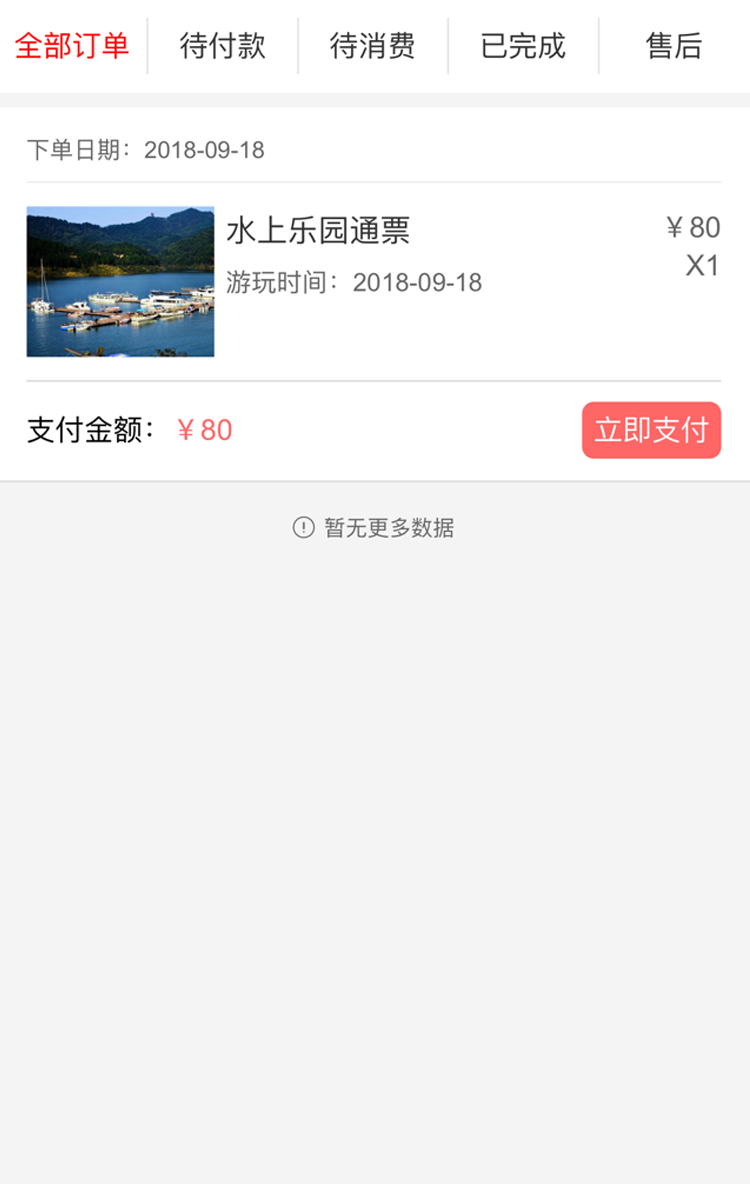 全部订单 待付款 待消费 已完成 售后
下单日期：2018-09-18
水上乐园通票 ¥80
X1
游玩时间：2018-09-18
支付金额： ¥80 立即支付
暂无更多数据